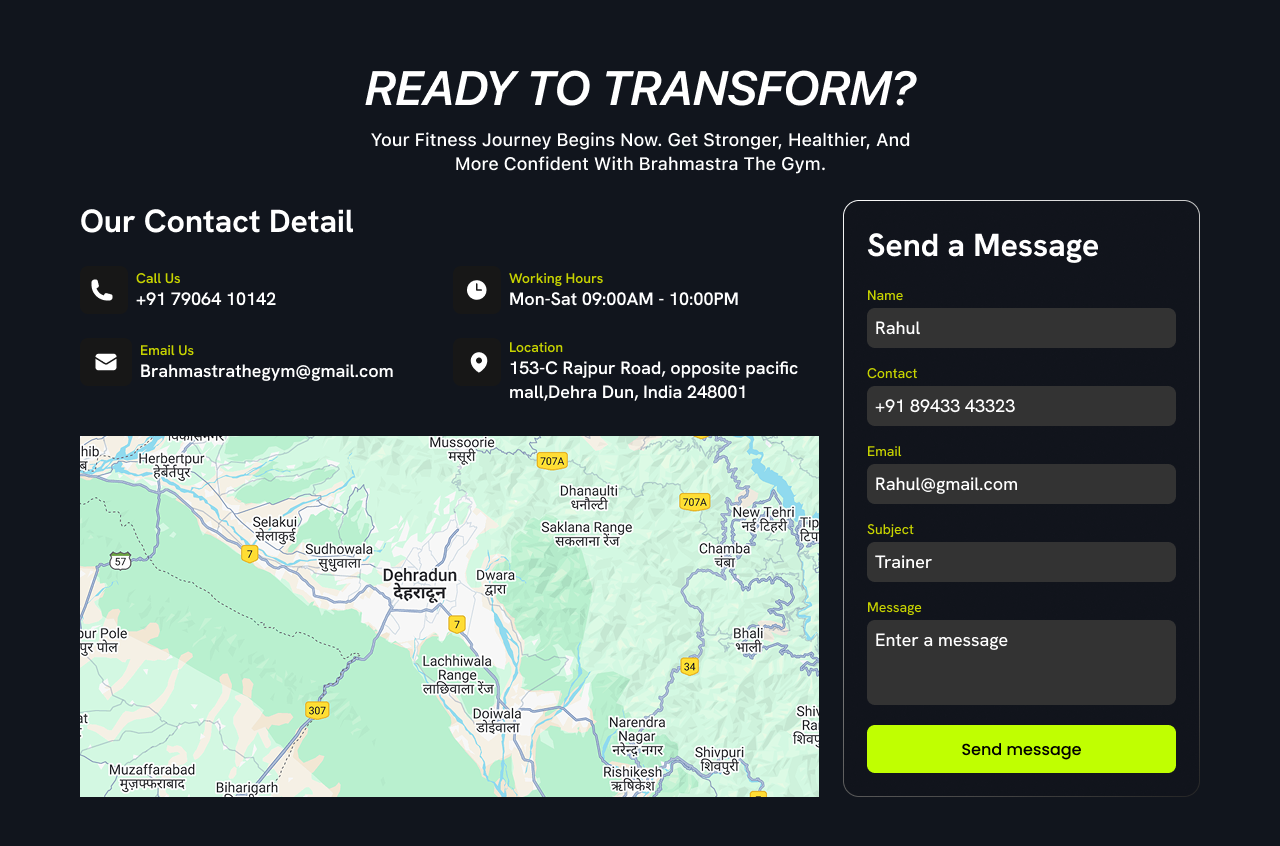 READY TO TRANSFORM?
Your Fitness Journey Begins Now. Get Stronger, Healthier, And
More Confident With Brahmastra The Gym.
Our Contact Detail
Call Us
+91 79064 10142
Working Hours
Mon-Sat 09:00AM - 10:00PM
Email Us
Brahmastrathegym@gmail.com
Location
153-C Rajpur Road, opposite pacific
mall,Dehra Dun, India 248001
Mussoorie
मसूरी
707A
hib
Herbertpur
हेर्बेर्तपुर
Dhanaulti
धनौल्टी
707A
New Tehri
नई टिहरी
Selakui
सेलाकुई
Saklana Range
सकलाना रेंज
7
Sudhowala
सुधुवाला
57
Chamba
चंबा
Dehradun
देहरादून
Dwara
द्वारा
7
pur Pole
पुर पोल
Bhali
भाली
Lachhiwala
Range
लाछिवाला रेंज
34
307
Doiwala
डोईवाला
Narendra
Nagar
नरेन्द्र नगर
Shivpuri
शिवपुरी
Muzaffarabad
मुज़फ्फराबाद
Rishikesh
ऋषिकेश
Biharigarh
Send a Message
Name
Rahul
Contact
+91 89433 43323
Email
Rahul@gmail.com
Subject
Trainer
Message
Enter a message
Send message